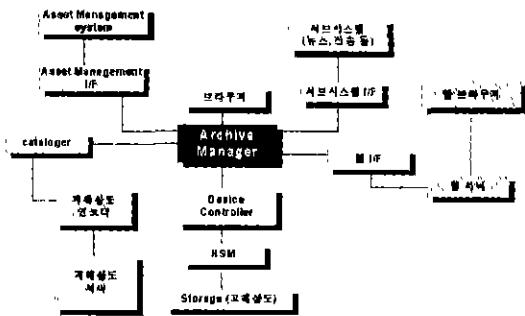 Asset Management
system
서브시스템
(뉴스, 전송 등)
Asset Management
I/F
브라우저
서브시스템 I/F
웹 브라우저
Archive
Manager
cataloger
웹 I/F
웹 서버
저해상도
인코더
Device
Controller
저해상도
서버
HSM
Storage (고해상도)